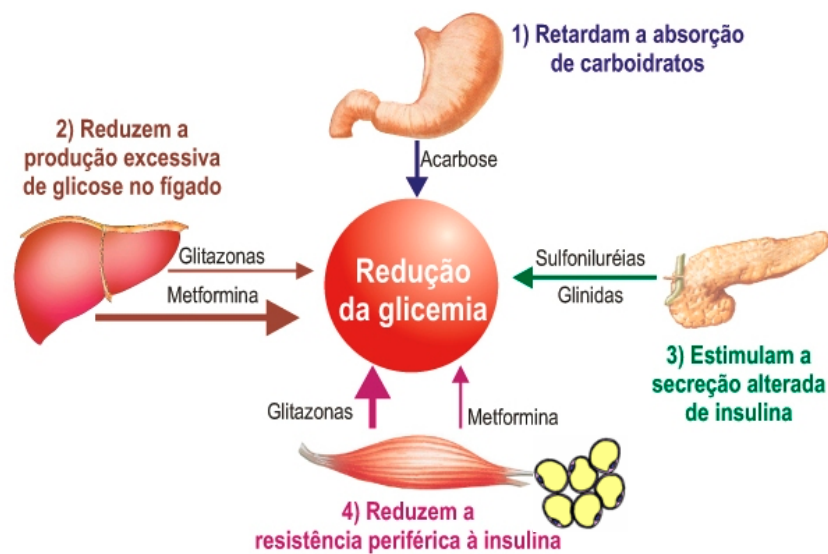 1) Retardam a absorção
de carboidratos
Acarbose
2) Reduzem a
produção excessiva
de glicose no fígado
Glitazonas
Metformina
Redução
da glicemia
Sulfoniluréias
Glinidas
3) Estimulam a
secreção alterada
de insulina
Glitazonas
Metformina
4) Reduzem a
resistência periférica à insulina